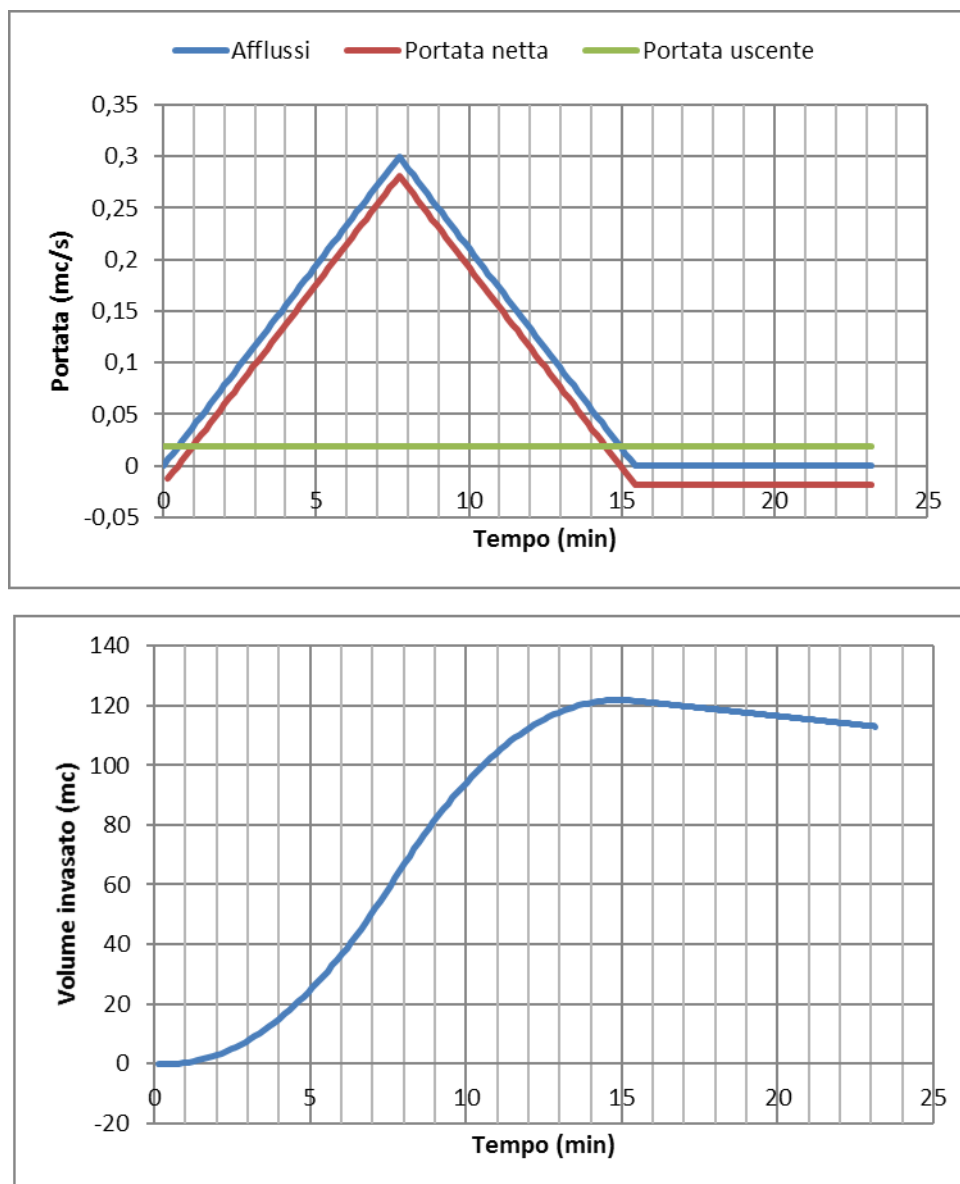 Afflussi Portata netta Portata uscente
0,35
0,3
0,25
0,2
0,15
0,1
0,05
0
-0,05
Portata (mc/s)
0 5 10 15 20 25
Tempo (min)
140
120
100
80
60
40
20
0
-20
Volume invasato (mc)
0 5 10 15 20 25
Tempo (min)